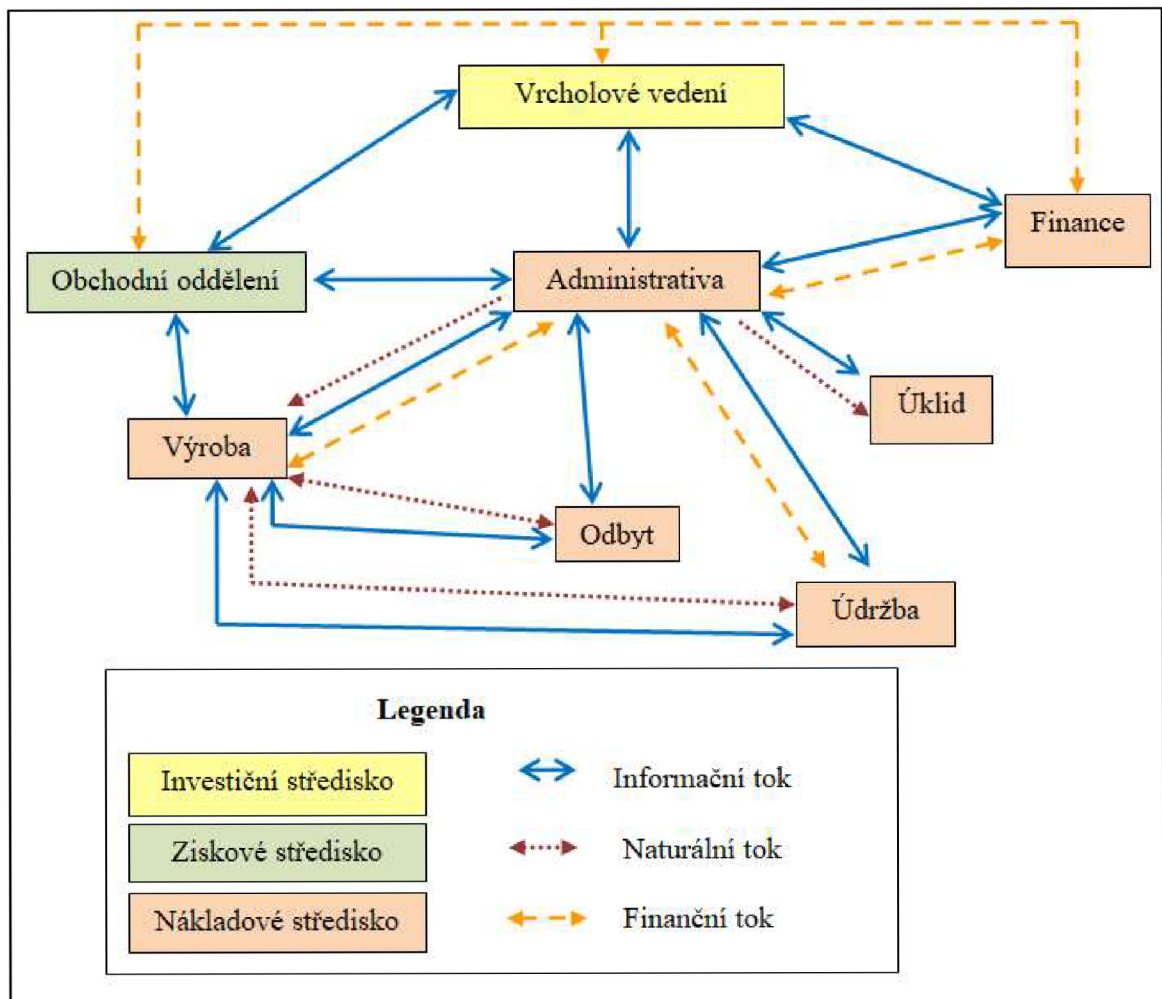 Vrcholové vedení
Finance
Obchodní oddělení
Administrativa
Úklid
Výroba
Odbyt
Údržba
Legenda
Investiční středisko
Informační tok
Ziskové středisko
Naturální tok
Nákladové středisko
Finanční tok